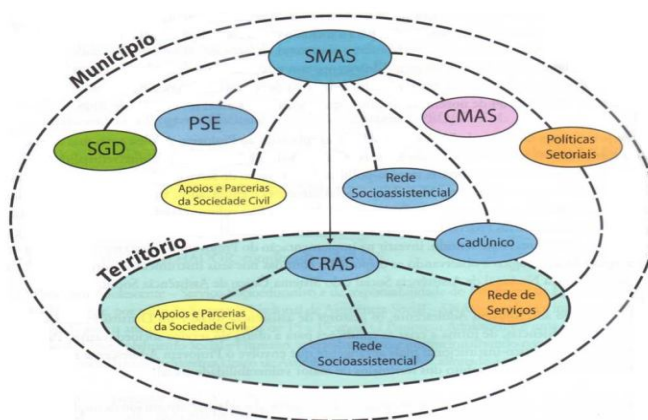 Município
SMAS
PSE
CMAS
SGD
Políticas
Setoriais
Apoios e Parcerias
da Sociedade Civil
Rede
Socioassistencial
CadÚnico
Território
CRAS
Rede de
Serviços
Apoios e Parcerias
da Sociedade Civil
Rede
Socioassistencial